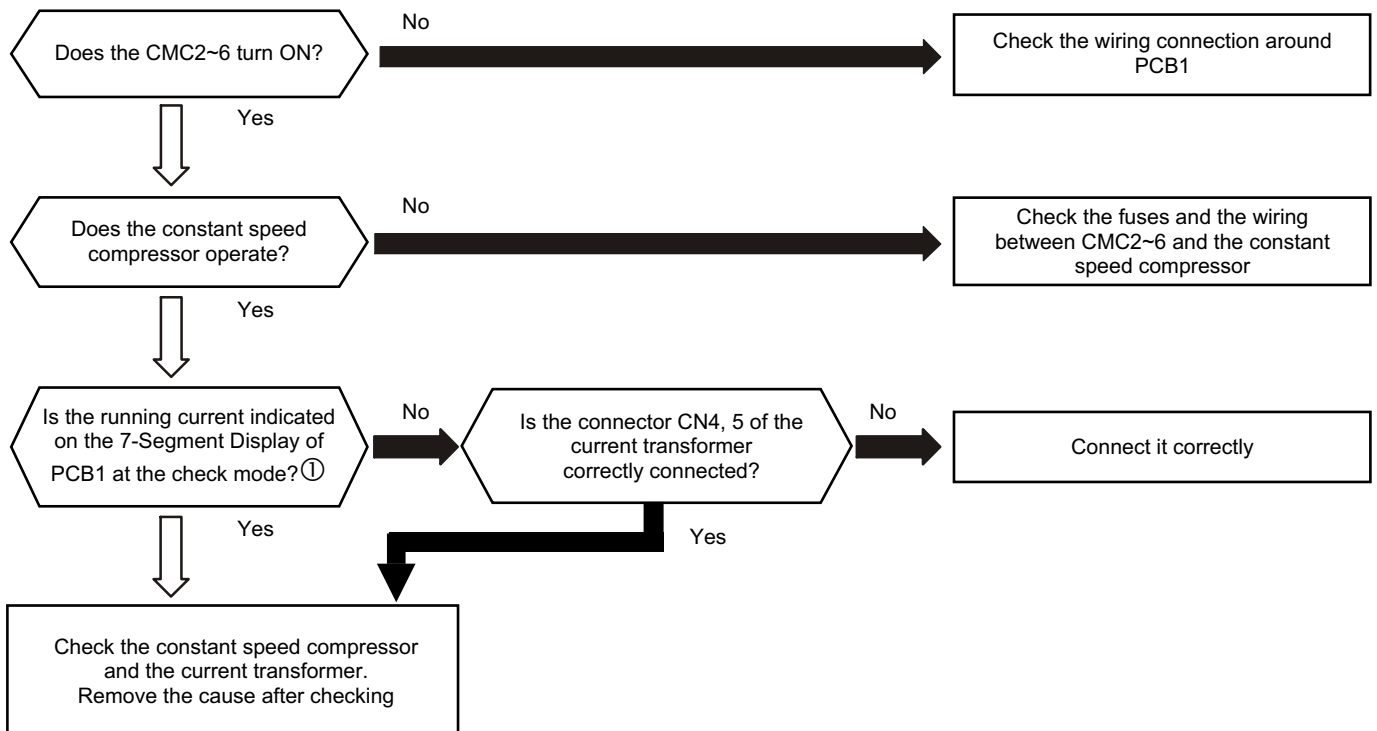 Does the CMC2~6 turn ON?
No
Check the wiring connection around
PCB1
Yes
Does the constant speed
compressor operate?
No
Check the fuses and the wiring
between CMC2~6 and the constant
speed compressor
Yes
Is the running current indicated
on the 7-Segment Display of
PCB1 at the check mode?①
No
Is the connector CN4, 5 of the
current transformer
correctly connected?
No
Connect it correctly
Yes
Yes
Check the constant speed compressor
and the current transformer.
Remove the cause after checking